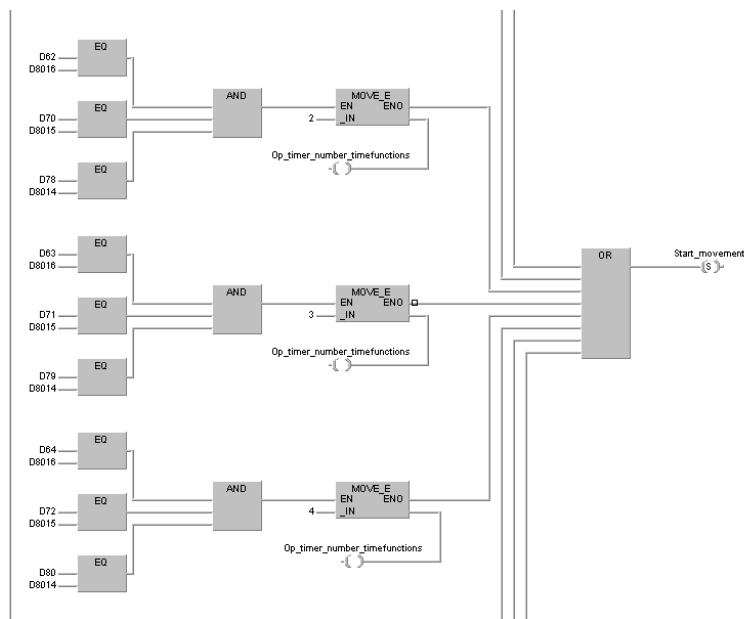 EQ
D62
D8016
AND
MOVE_E
EN ENO
EQ
D70
D8015
2 _IN
Op_timer_number_timefunctions
EQ
D78
D8014
EQ
D63
D8016
OR
Start_movement
S
AND
MOVE_E
EN ENO
EQ
D71
D8015
3 _IN
Op_timer_number_timefunctions
EQ
D79
D8014
EQ
D64
D8016
AND
MOVE_E
EN ENO
EQ
D72
D8015
4 _IN
Op_timer_number_timefunctions
EQ
D80
D8014